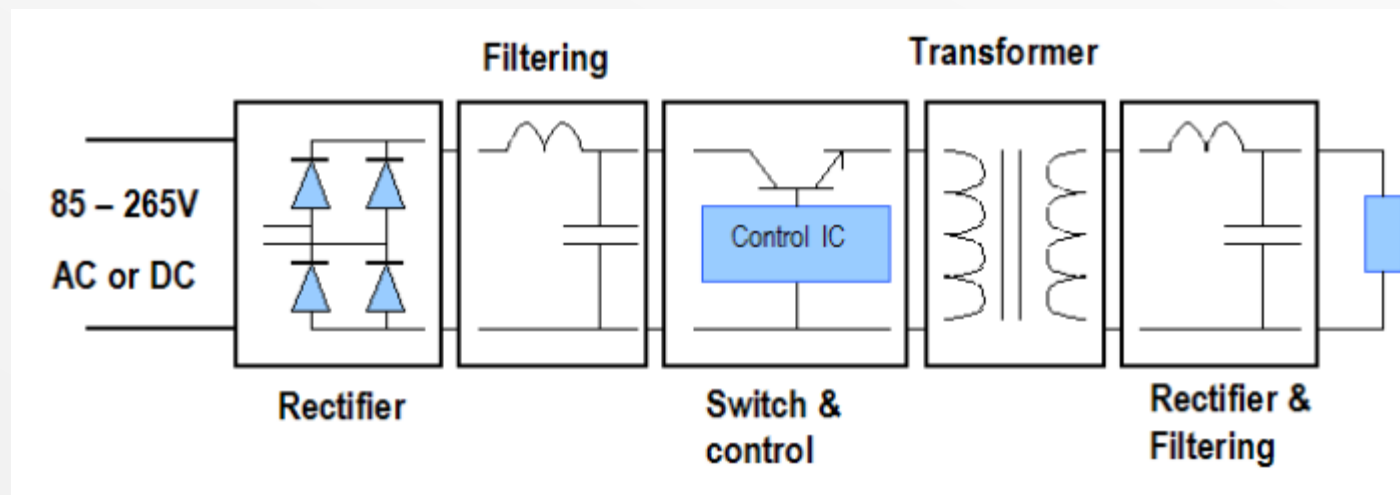 Filtering
Transformer
85 – 265V
AC or DC
Control IC
Rectifier
Switch &
control
Rectifier &
Filtering